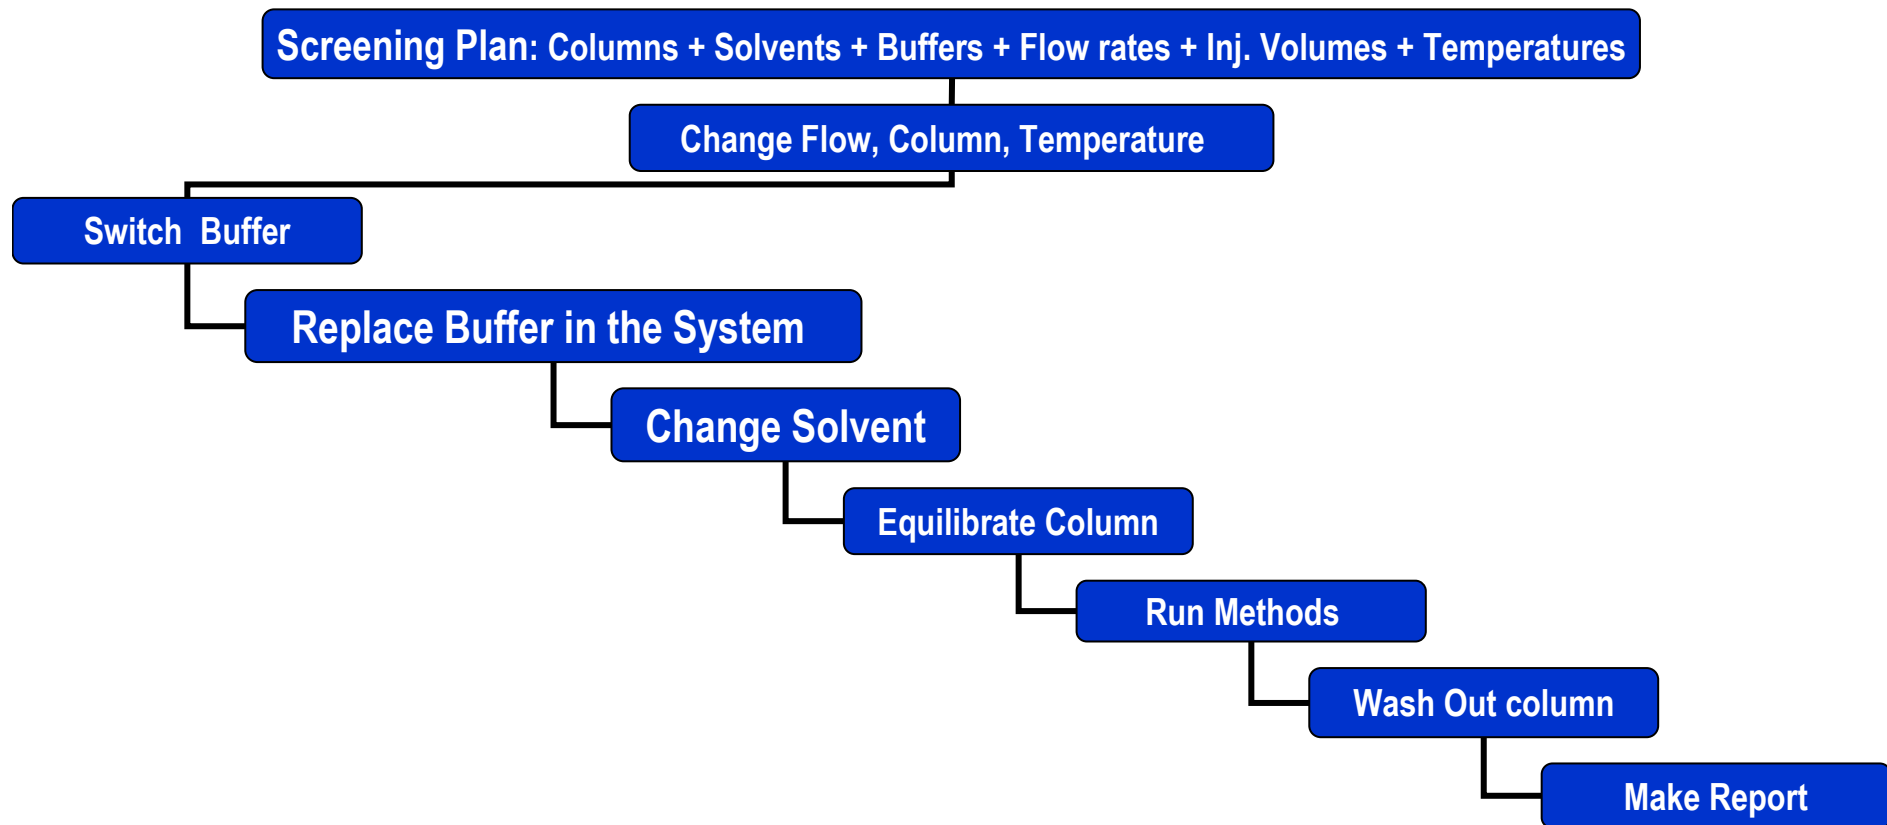 Screening Plan: Columns + Solvents + Buffers + Flow rates + Inj. Volumes + Temperatures
Change Flow, Column, Temperature
Switch Buffer
Replace Buffer in the System
Change Solvent
Equilibrate Column
Run Methods
Wash Out column
Make Report